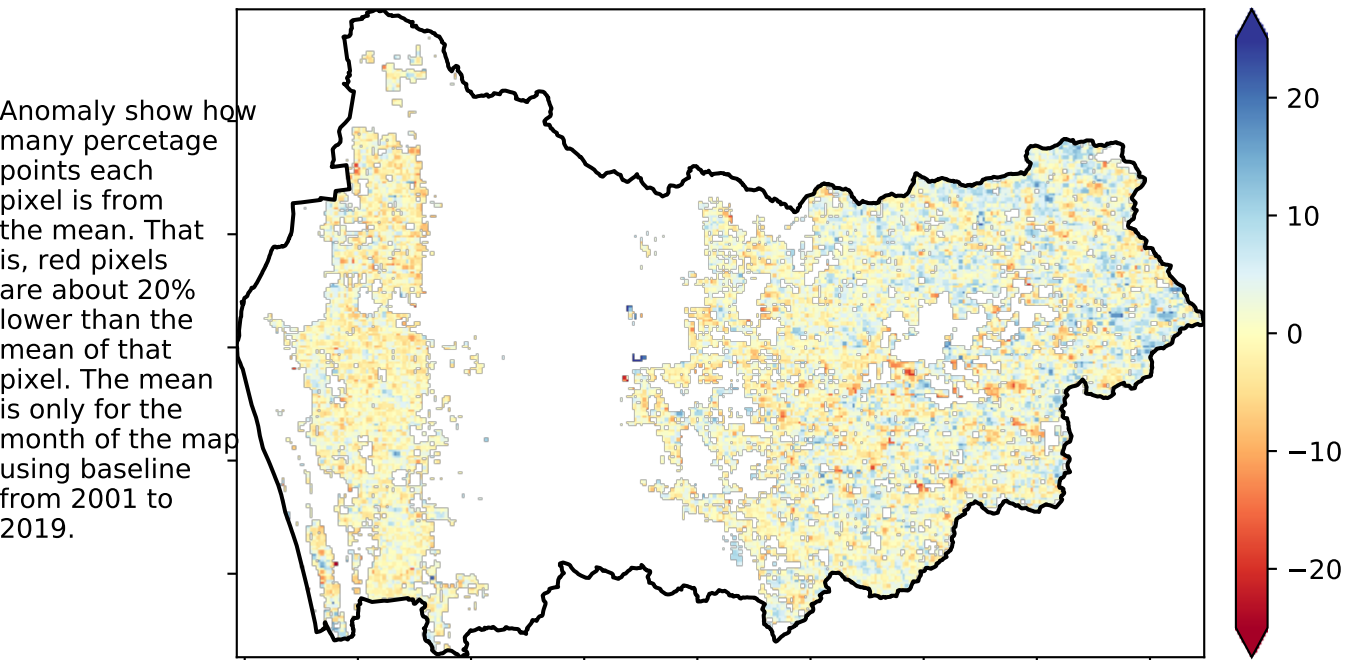 Anomaly show how
many percetage
points each
pixel is from
the mean. That
is, red pixels
are about 20%
lower than the
mean of that
pixel. The mean
is only for the
month of the map
using baseline
from 2001 to
2019.
20
10
0
−10
−20